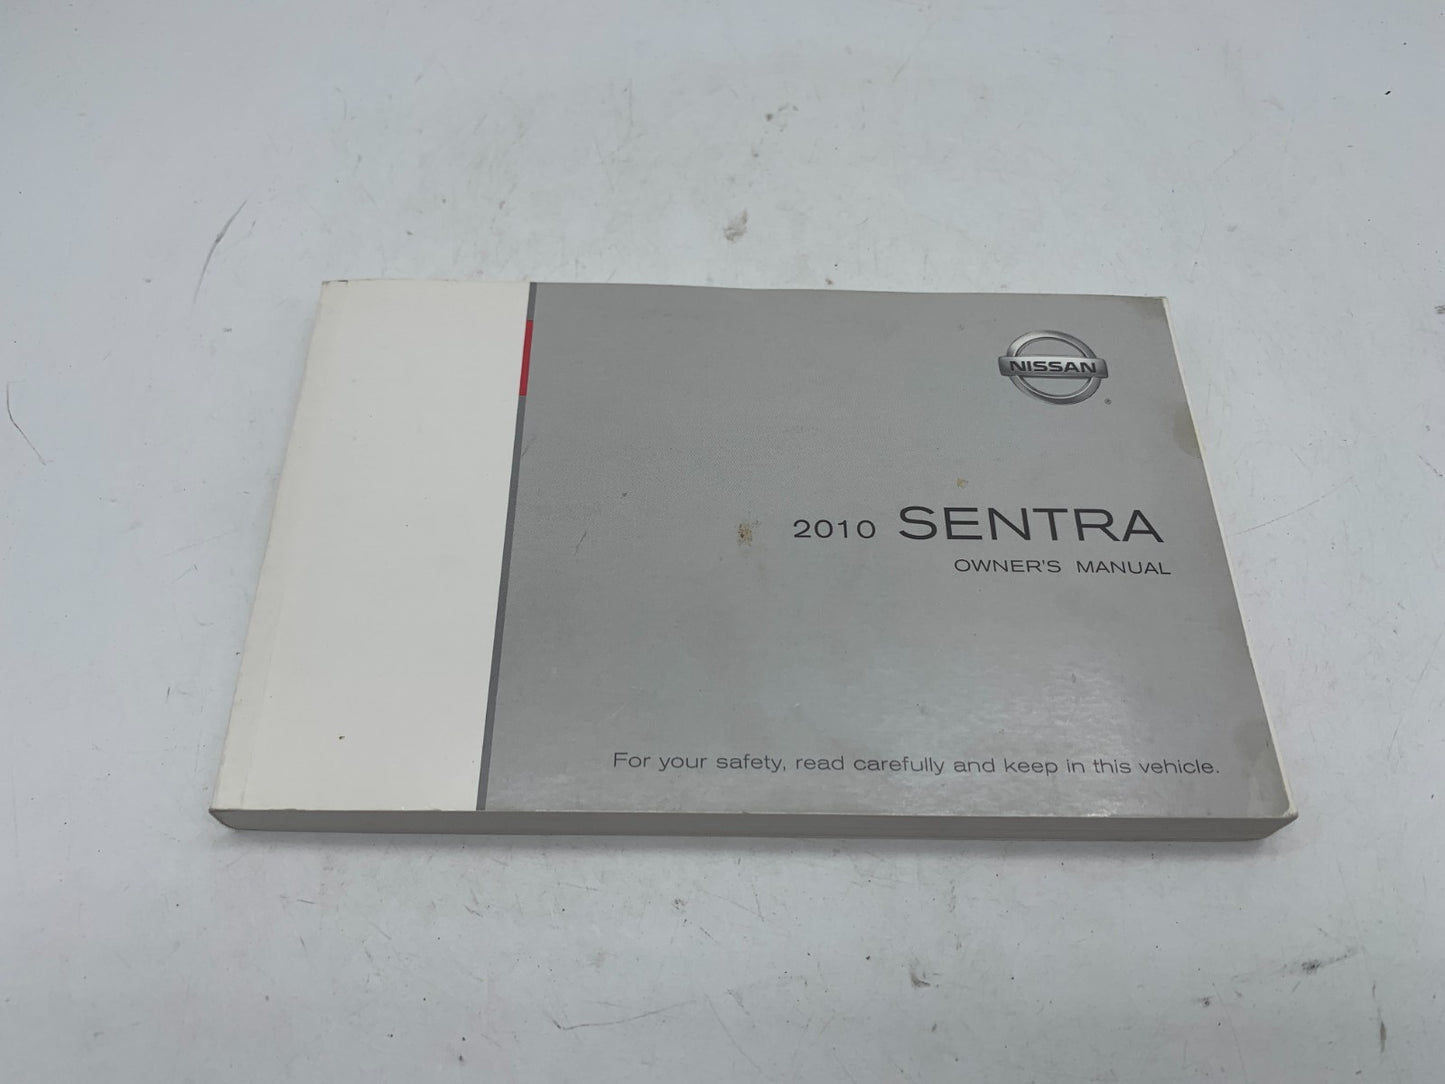 NISSAN
®
2010 SENTRA
OWNER'S MANUAL
For your safety, read carefully and keep in this vehicle.